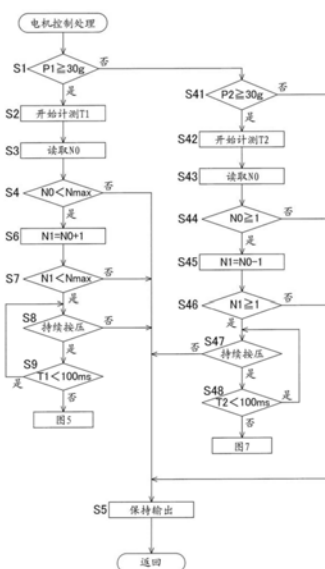 电机控制处理
S1
P1≧30g
否
是
S2
开始计测T1
S3
读取N0
S4
N0<Nmax
否
是
S6
N1=N0+1
S7
N1<Nmax
否
是
S8
持续按压
否
是
S9
T1<100ms
是
否
图5
S41
P2≧30g
否
是
S42
开始计测T2
S43
读取N0
S44
N0≧1
否
是
S45
N1=N0-1
S46
N1≧1
否
是
S47
持续按压
否
是
S48
T2<100ms
是
否
图7
S5
保持输出
返回